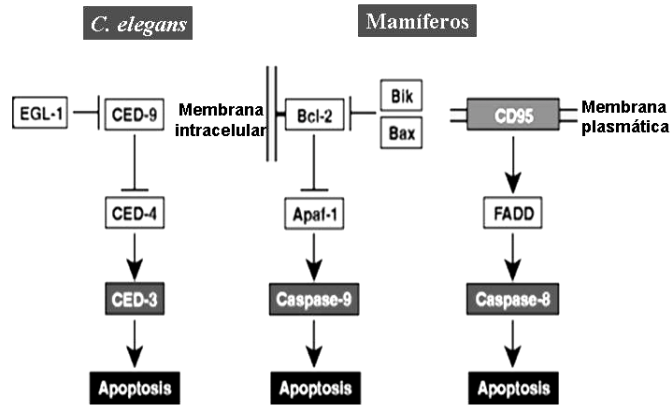 C. elegans
Mamíferos
EGL-1
CED-9
CED-4
CED-3
Apoptosis
Membrana
intracelular
Bcl-2
Bik
Bax
Apaf-1
Caspase-9
Apoptosis
CD95
Membrana
plasmática
FADD
Caspase-8
Apoptosis